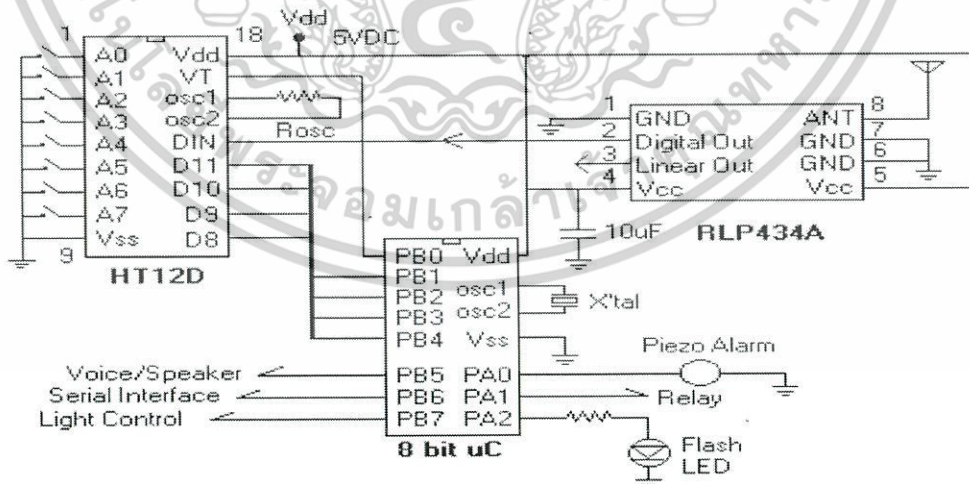 Vdd
5VDC
1
18
A0
A1
A2
A3
A4
A5
A6
A7
Vss
9
Vdd
VT
osc1
osc2
DIN
D11
D10
D9
D8
Rosc
HT12D
1
2
3
4
GND
Digital Out
Linear Out
Vcc
ANT
GND
GND
Vcc
8
7
6
5
10uF
RLP434A
PB0
PB1
PB2
PB3
PB4
PB5
PB6
PB7
Vdd
osc1
osc2
Vss
PA0
PA1
PA2
X'tal
Voice/Speaker
Serial Interface
Light Control
8 bit uC
Piezo Alarm
Relay
Flash
LED